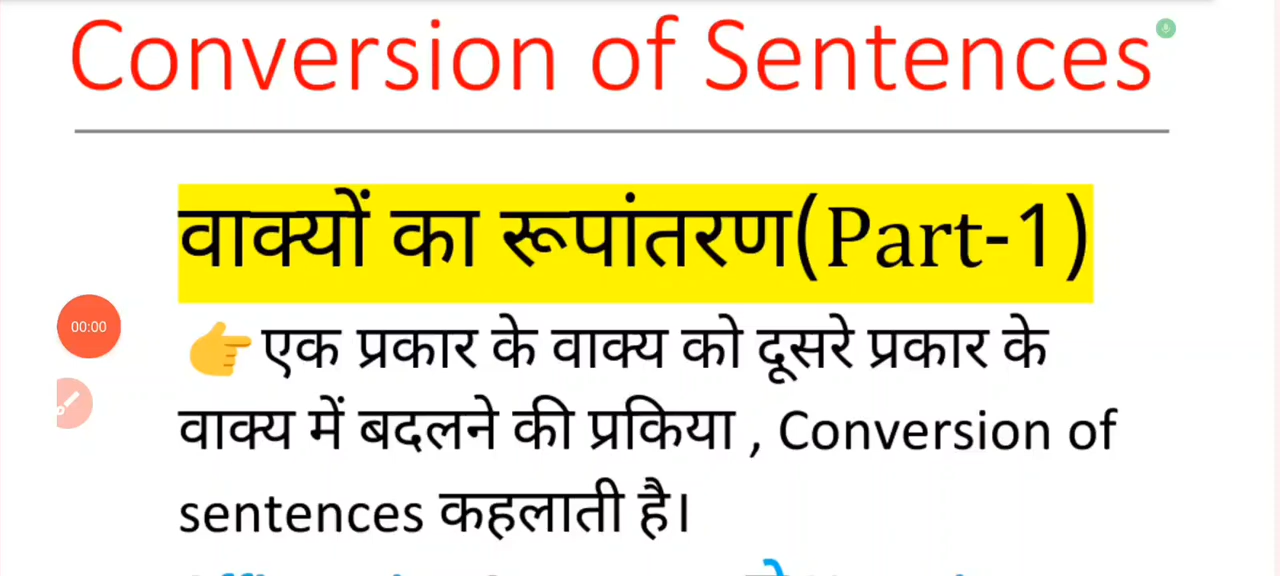 Conversion of Sentences
वाक्यों का रूपांतरण(Part-1)
👉एक प्रकार के वाक्य को दूसरे प्रकार के
वाक्य में बदलने की प्रकिया , Conversion of
sentences कहलाती है।
00:00